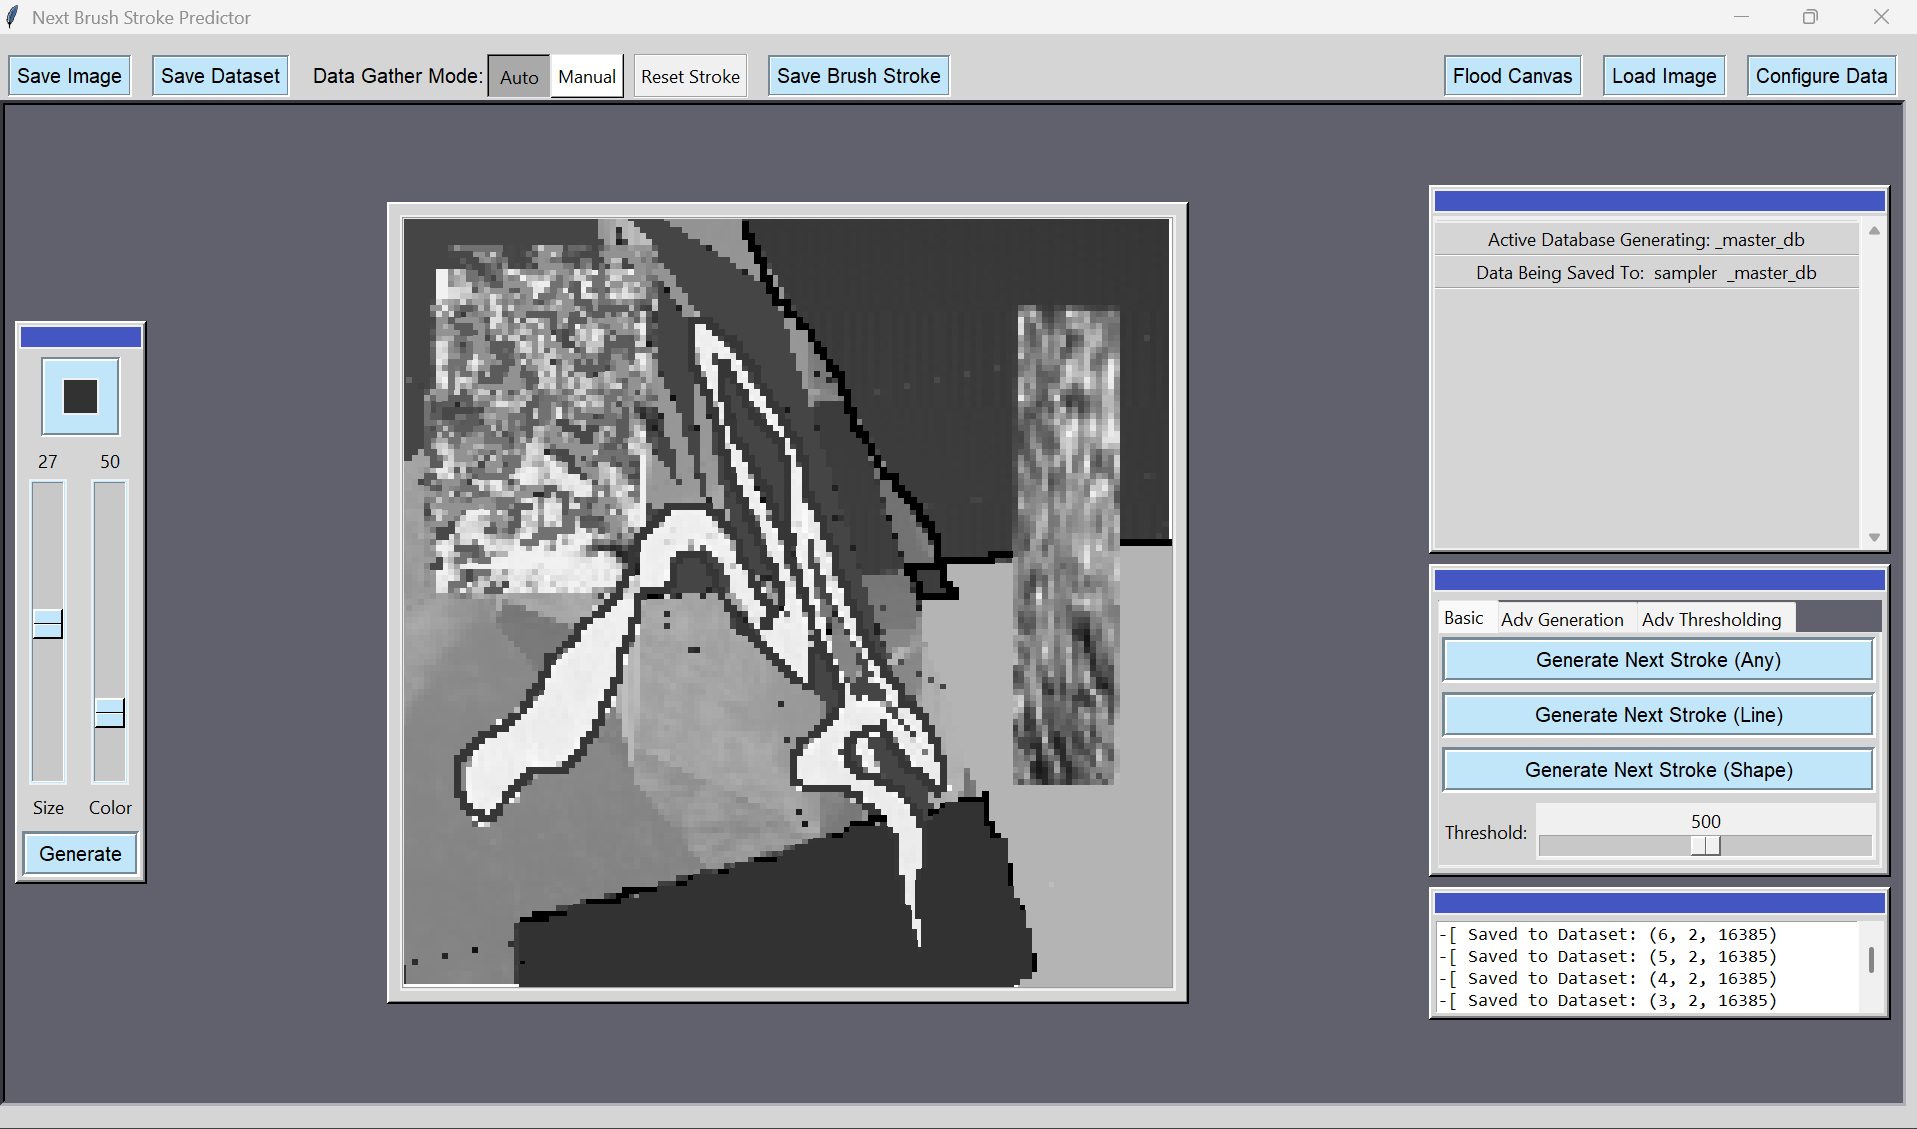 Next Brush Stroke Predictor
Save Image Save Dataset Data Gather Mode: Auto Manual Reset Stroke Save Brush Stroke Flood Canvas Load Image Configure Data
Active Database Generating: _master_db
Data Being Saved To: sampler _master_db
27 50
Size Color
Generate
Basic Adv Generation Adv Thresholding
Generate Next Stroke (Any)
Generate Next Stroke (Line)
Generate Next Stroke (Shape)
500
Threshold:
-[ Saved to Dataset: (6, 2, 16385)
-[ Saved to Dataset: (5, 2, 16385)
-[ Saved to Dataset: (4, 2, 16385)
-[ Saved to Dataset: (3, 2, 16385)